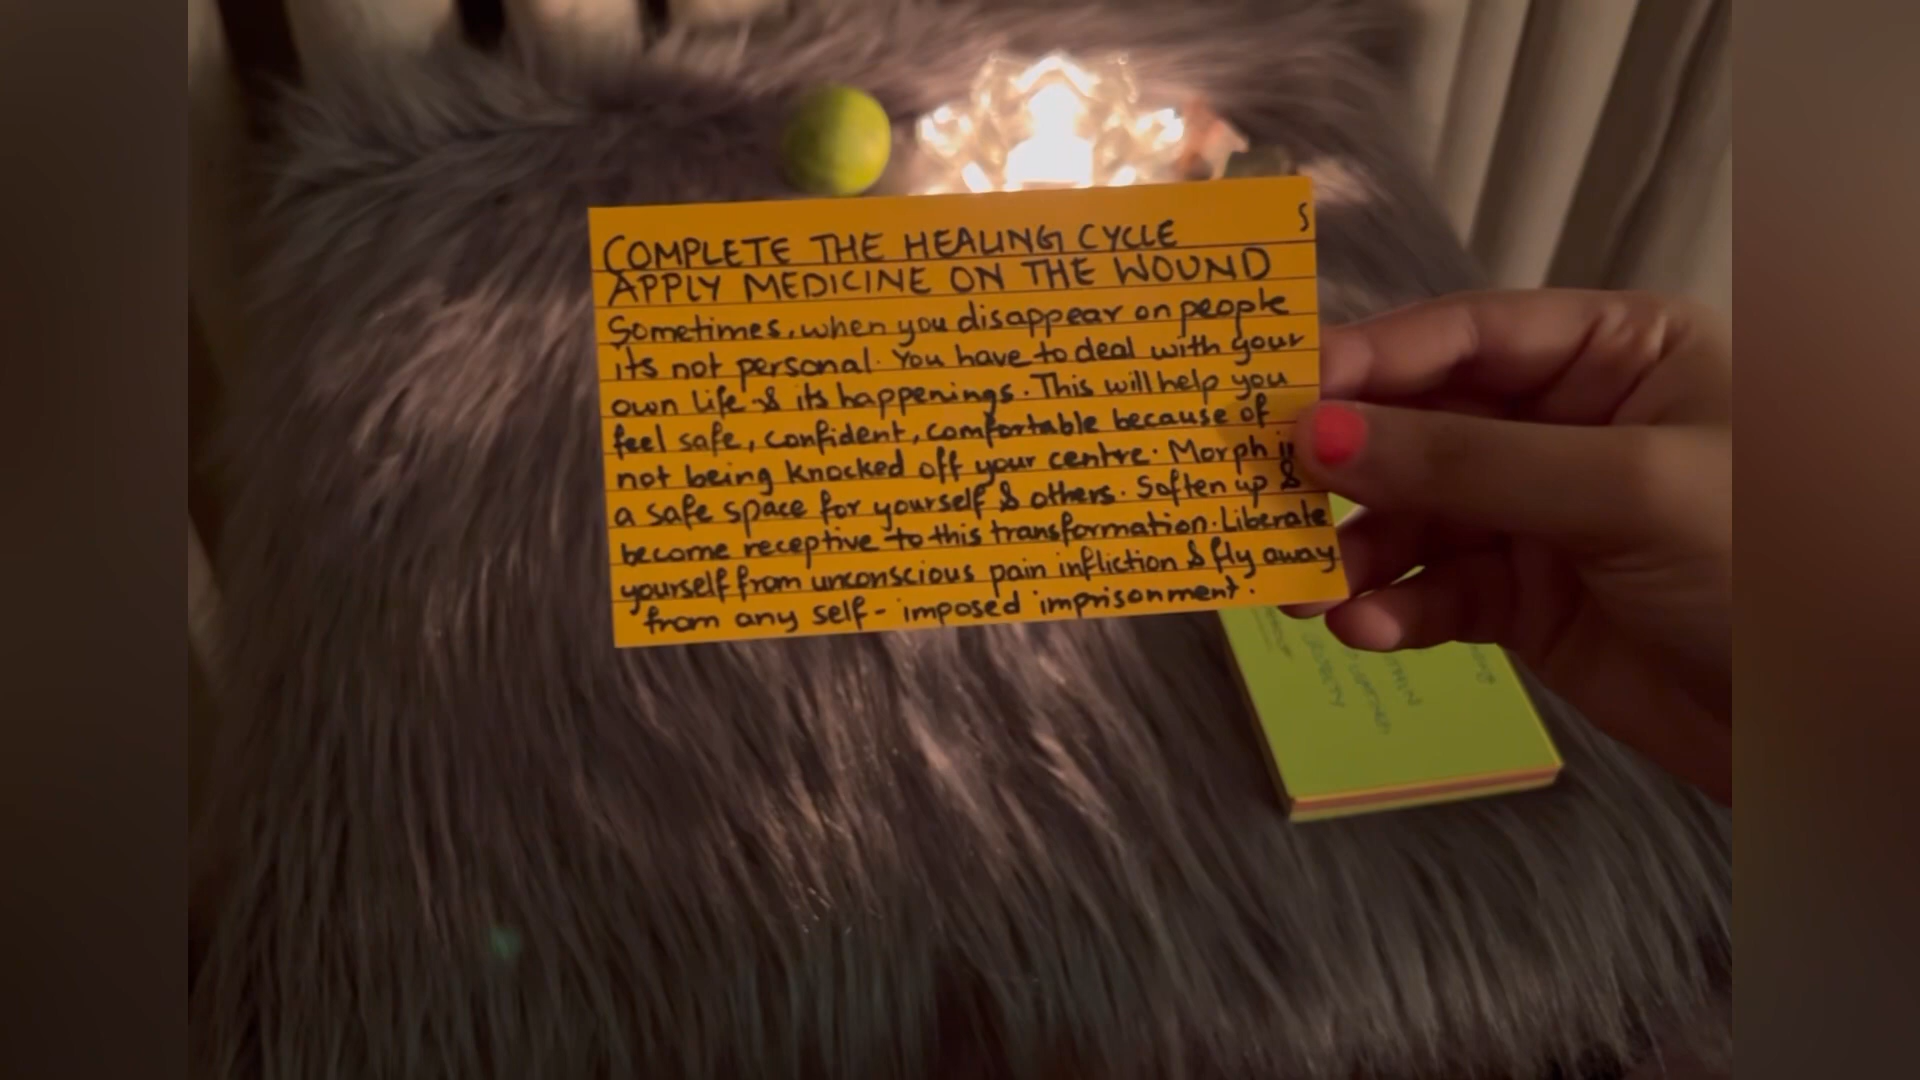 S
COMPLETE THE HEALING CYCLE
APPLY MEDICINE ON THE WOUND
Sometimes, when you disappear on people
its not personal. You have to deal with your
own life & its happenings. This will help you
feel safe, confident, comfortable because of
not being knocked off your centre. Morph
a safe space for yourself & others. Soften up &
become receptive to this transformation. Liberate
yourself from unconscious pain infliction & fly away
from any self-imposed imprisonment.